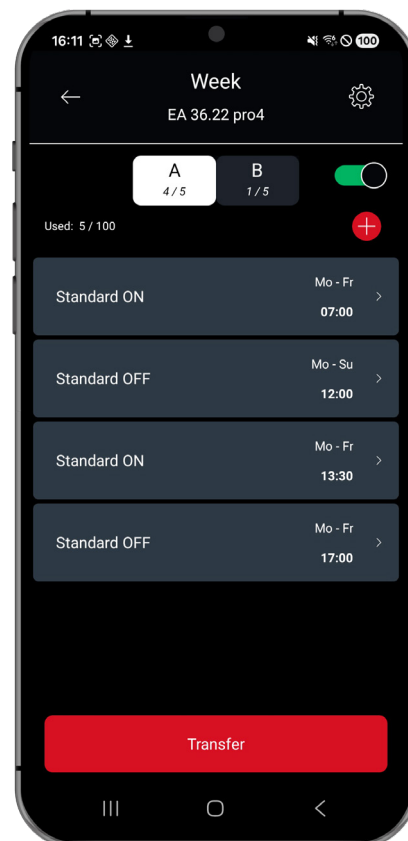 16:11
100
Week
EA 36.22 pro4
A
4 / 5
B
1 / 5
Used: 5 / 100
Standard ON
Mo - Fr
07:00
Standard OFF
Mo - Su
12:00
Standard ON
Mo - Fr
13:30
Standard OFF
Mo - Fr
17:00
Transfer